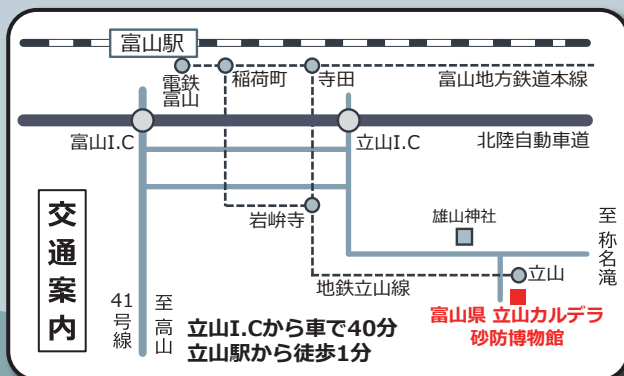 富山駅
電鉄
富山
稲荷町
寺田
富山地方鉄道本線
富山I.C
立山I.C
北陸自動車道
交通案内
岩峅寺
雄山神社
至称名滝
立山
地鉄立山線
41号線
至高山
富山県 立山カルデラ
砂防博物館
立山I.Cから車で40分
立山駅から徒歩1分